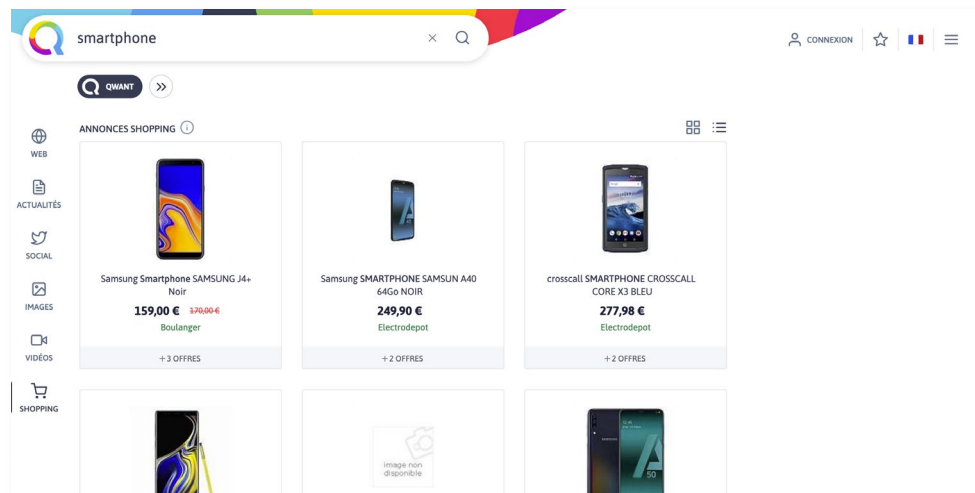 smartphone
CONNEXION
QWANT
ANNONCES SHOPPING
WEB
ACTUALITÉS
SOCIAL
IMAGES
VIDÉOS
SHOPPING
Samsung Smartphone SAMSUNG J4+
Noir
159,00 € 170,00 €
Boulanger
+3 OFFRES
Samsung SMARTPHONE SAMSUN A40
64Go NOIR
249,90 €
Electrodepot
+2 OFFRES
crosscall SMARTPHONE CROSSCALL
CORE X3 BLEU
277,98 €
Electrodepot
+2 OFFRES
image non
disponible
50